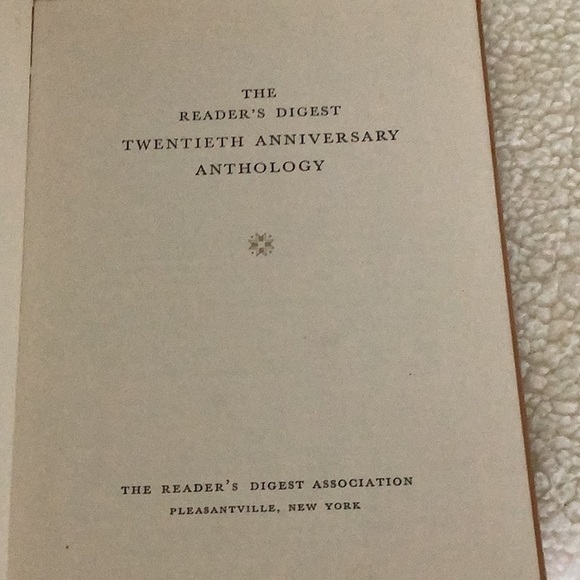 THE
READER'S DIGEST
TWENTIETH ANNIVERSARY
ANTHOLOGY
THE READER'S DIGEST ASSOCIATION
PLEASANTVILLE, NEW YORK